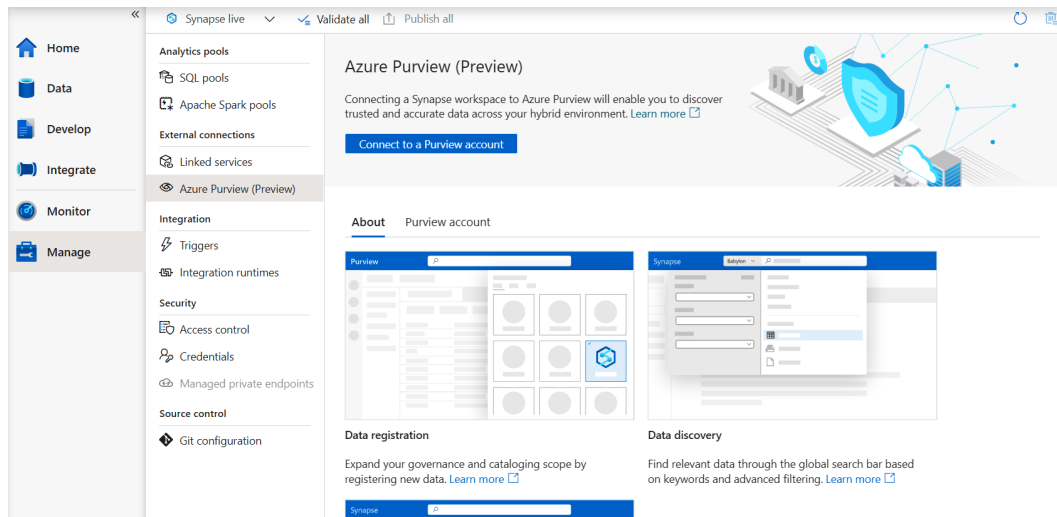 «
Synapse live
Validate all
Publish all
Home
Data
Develop
Integrate
Monitor
Manage
Analytics pools
SQL pools
Apache Spark pools
External connections
Linked services
Azure Purview (Preview)
Integration
Triggers
Integration runtimes
Security
Access control
Credentials
Managed private endpoints
Source control
Git configuration
Azure Purview (Preview)
Connecting a Synapse workspace to Azure Purview will enable you to discover
trusted and accurate data across your hybrid environment. Learn more
Connect to a Purview account
About
Purview account
Purview
Data registration
Expand your governance and cataloging scope by
registering new data. Learn more
Synapse
Babylon
Data discovery
Find relevant data through the global search bar based
on keywords and advanced filtering. Learn more
Synapse